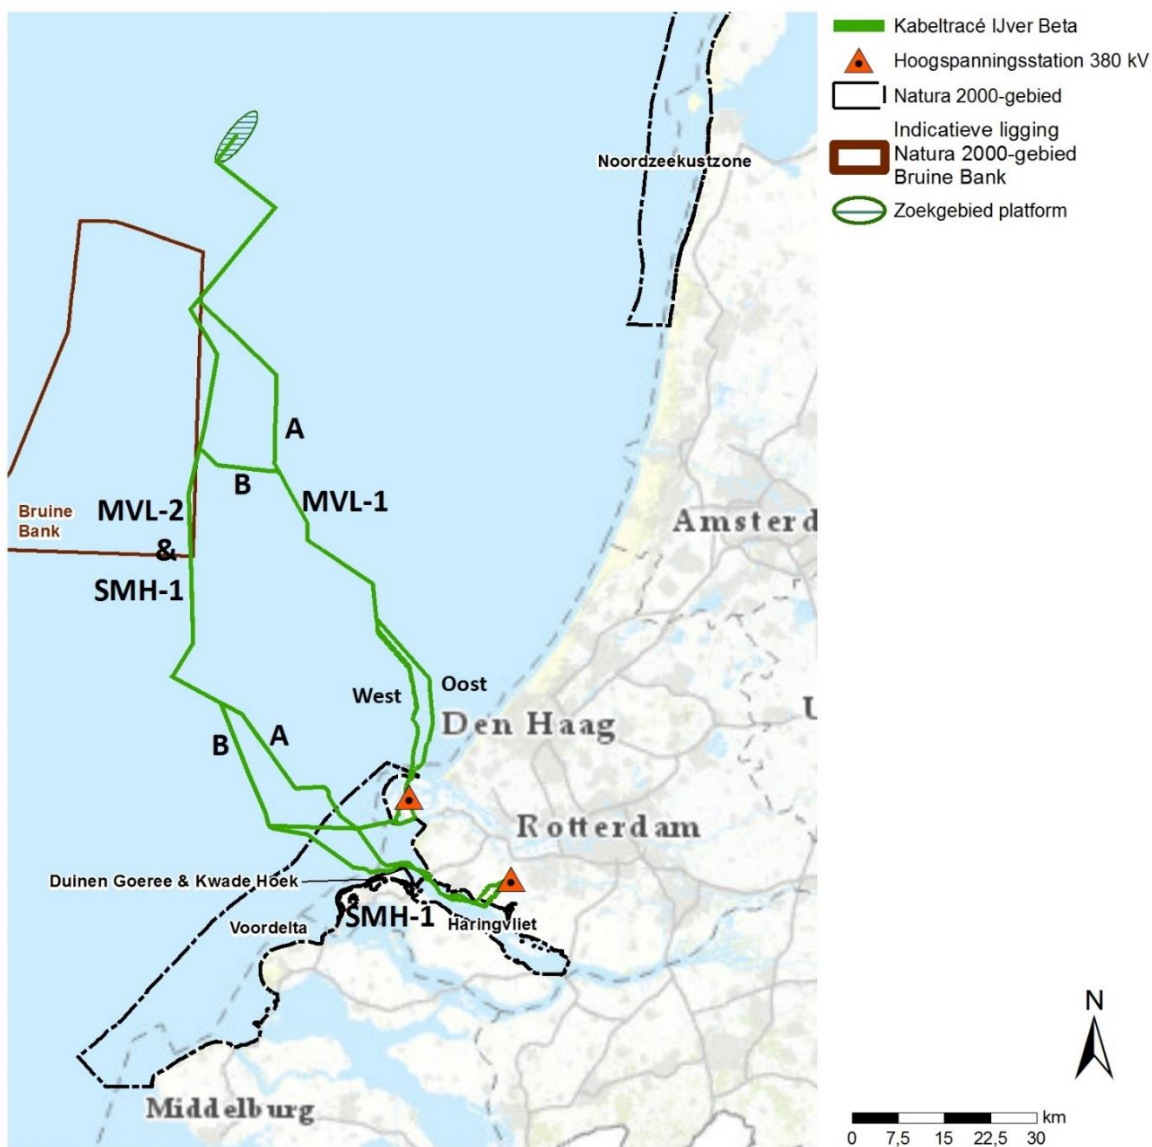 Kabeltracé IJver Beta
Hoogspanningsstation 380 kV
Natura 2000-gebied
Indicatieve ligging
Natura 2000-gebied
Bruine Bank
Zoekgebied platform
Noordzeekustzone
A
B
MVL-1
MVL-2
&
SMH-1
Bruine
Bank
Amsterd
West
Oost
Den Haag
U
B
A
Rotterdam
Duinen Goeree & Kwade Hoek
SMH-1
Haringvliet
Voordelta
Middelburg
N
km
0 7,5 15 22,5 30